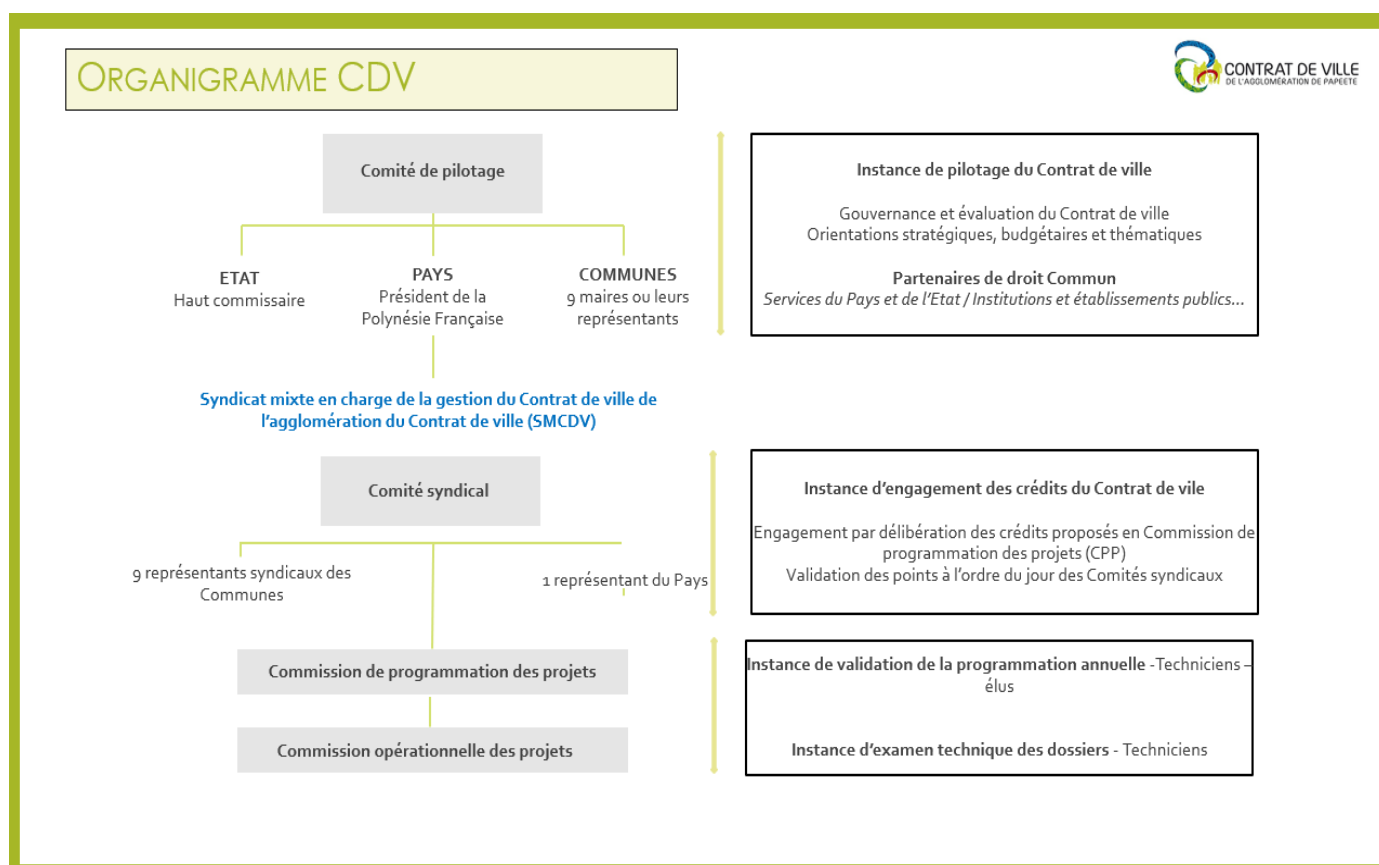 ORGANIGRAMME CDV
CONTRAT DE VILLE
DE L'AGGLOMÉRATION DE PAPEETE
Comité de pilotage
ETAT
Haut commissaire
PAYS
Président de la
Polynésie Française
COMMUNES
9 maires ou leurs
représentants
Instance de pilotage du Contrat de ville
Gouvernance et évaluation du Contrat de ville
Orientations stratégiques, budgétaires et thématiques
Partenaires de droit Commun
Services du Pays et de l'Etat / Institutions et établissements publics...
Syndicat mixte en charge de la gestion du Contrat de ville de
l'agglomération du Contrat de ville (SMCDV)
Comité syndical
9 représentants syndicaux des
Communes
1 représentant du Pays
Instance d'engagement des crédits du Contrat de vile
Engagement par délibération des crédits proposés en Commission de
programmation des projets (CPP)
Validation des points à l'ordre du jour des Comités syndicaux
Commission de programmation des projets
Commission opérationnelle des projets
Instance de validation de la programmation annuelle -Techniciens –
élus
Instance d'examen technique des dossiers - Techniciens